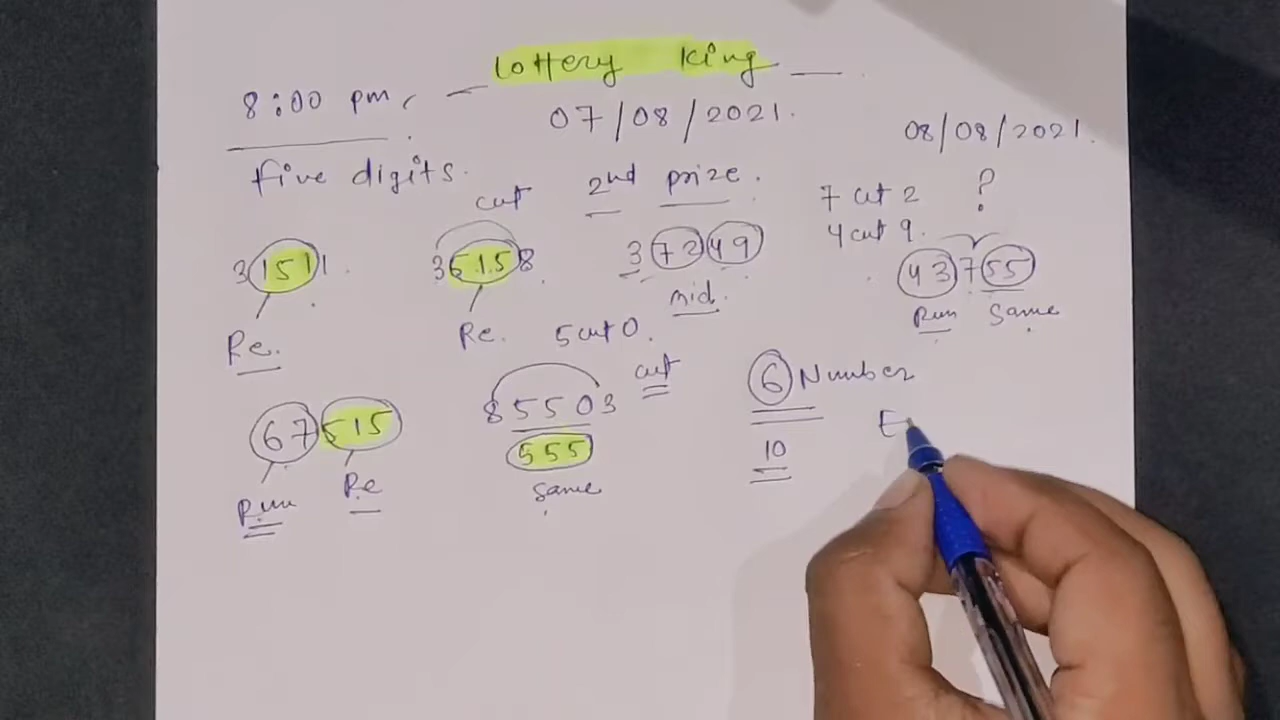 Lottery King
8:00 pm.
07/08/2021.
08/08/2021.
five digits.
cut
2nd prize.
7 cut 2
?
4 cut 9.
31511.
365158
37249
43755
mid.
Run
Same
Re.
Re.
5 cut 0.
cut
6 Number
67515
85503
E
10
555
Run
Re
Same